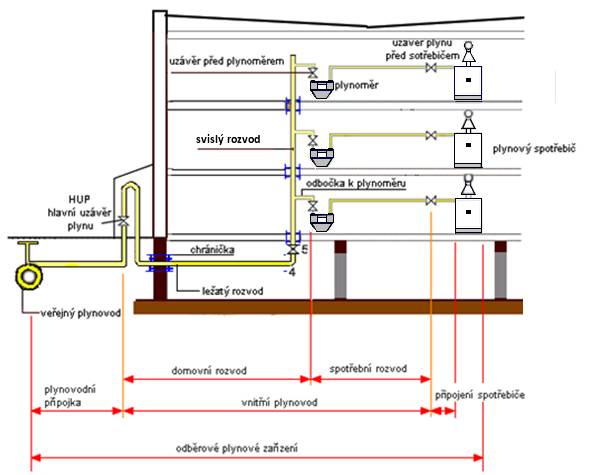 uzávěr plynu
před sotřebičem
uzávěr před plynoměrem
plynoměr
svislý rozvod
plynový spotřebič
odbočka k plynoměru
HUP
hlavní uzávěr
plynu
chránička
5
4
ležatý rozvod
veřejný plynovod
domovní rozvod
spotřební rozvod
plynovodní
přípojka
vnitřní plynovod
připojení spotřebiče
odběrové plynové zařízení